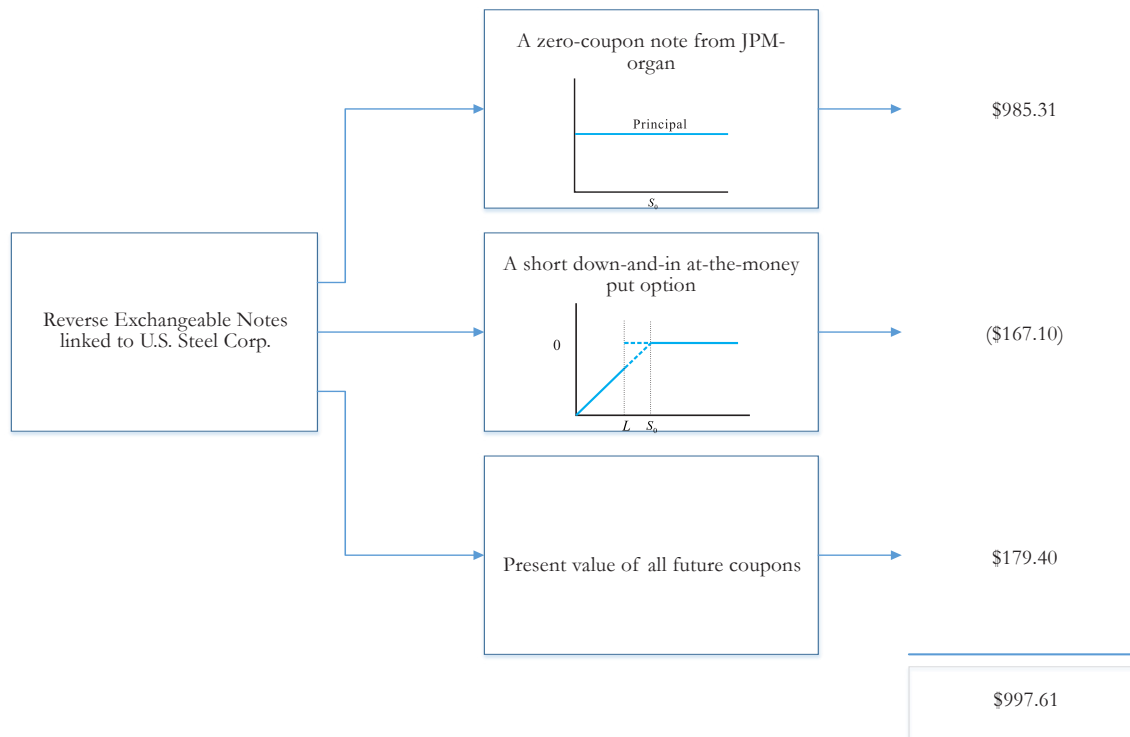 A zero-coupon note from JPM-
organ
Principal
S₀
$985.31
Reverse Exchangeable Notes
linked to U.S. Steel Corp.
A short down-and-in at-the-money
put option
0
L S₀
($167.10)
Present value of all future coupons
$179.40
$997.61